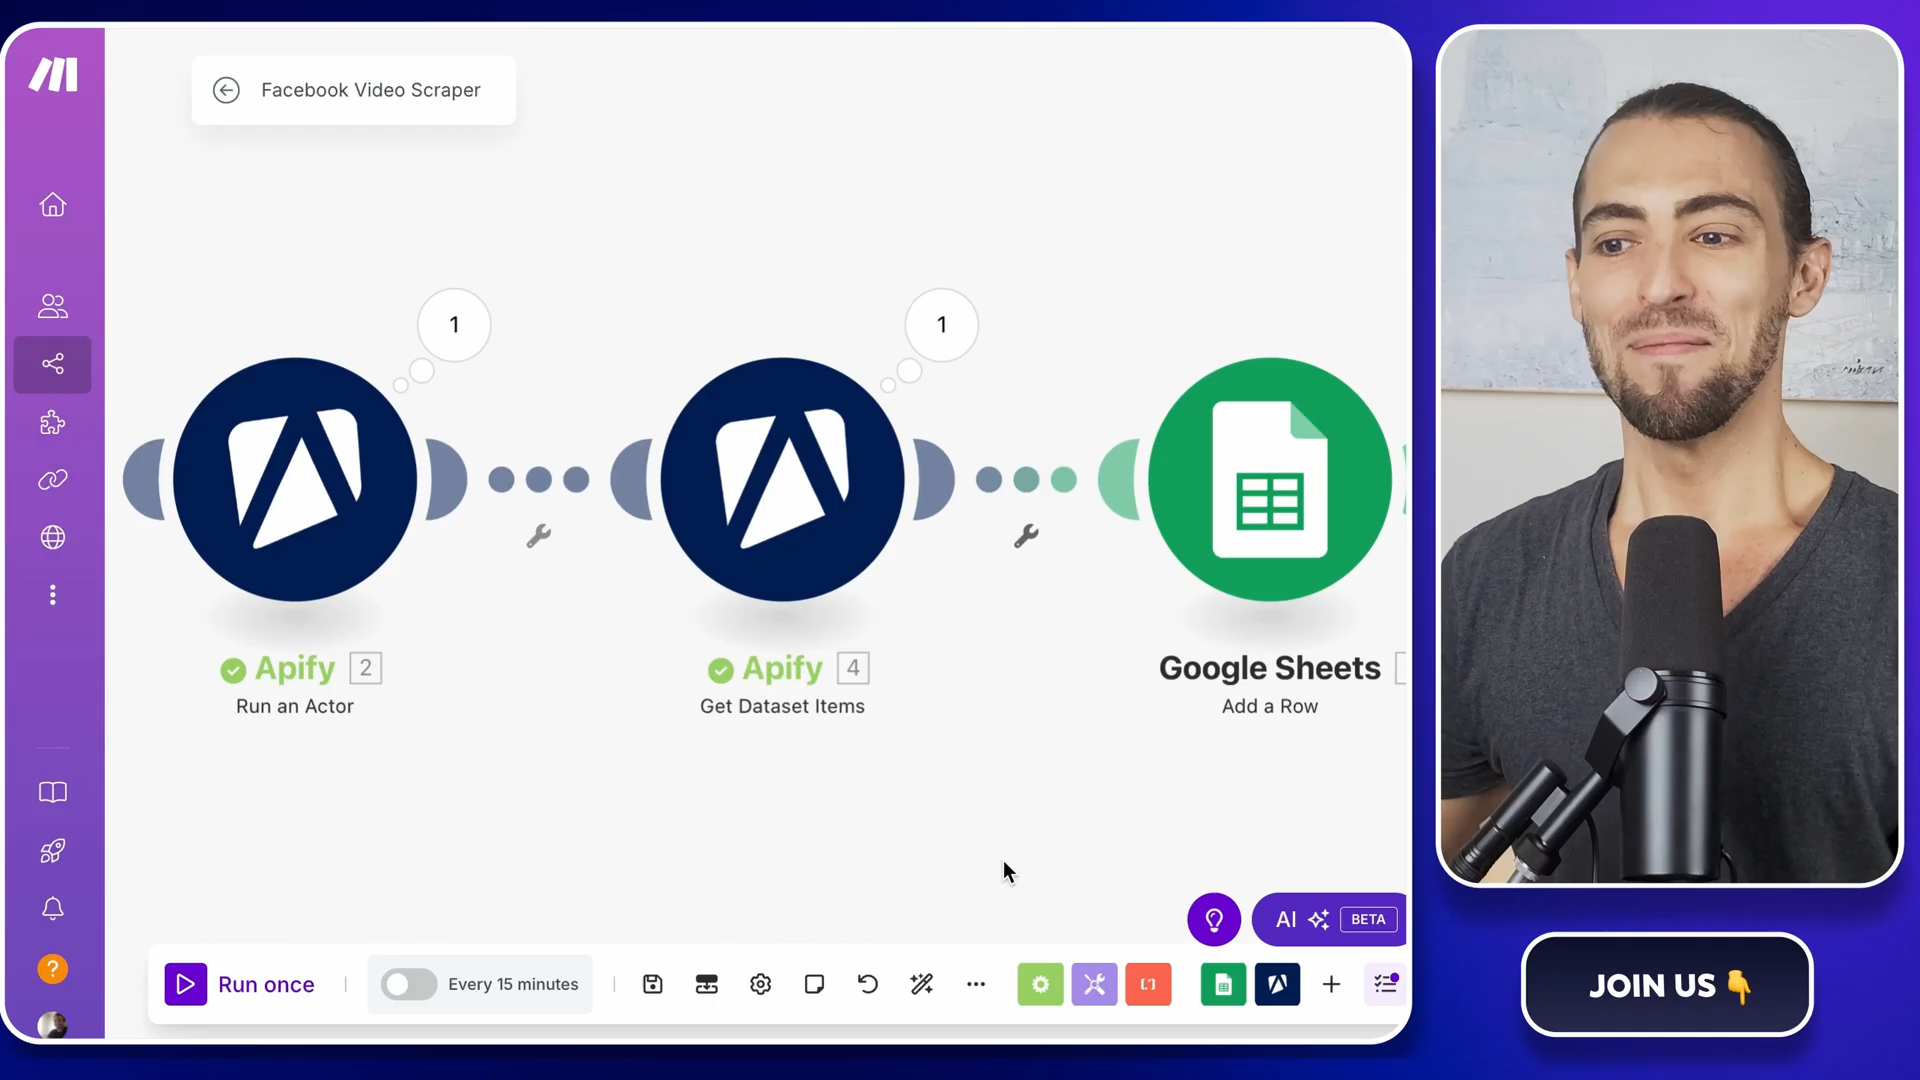 Facebook Video Scraper
1
1
Apify 2
Run an Actor
Apify 4
Get Dataset Items
Google Sheets
Add a Row
AI BETA
?
Run once
Every 15 minutes
JOIN US 👇